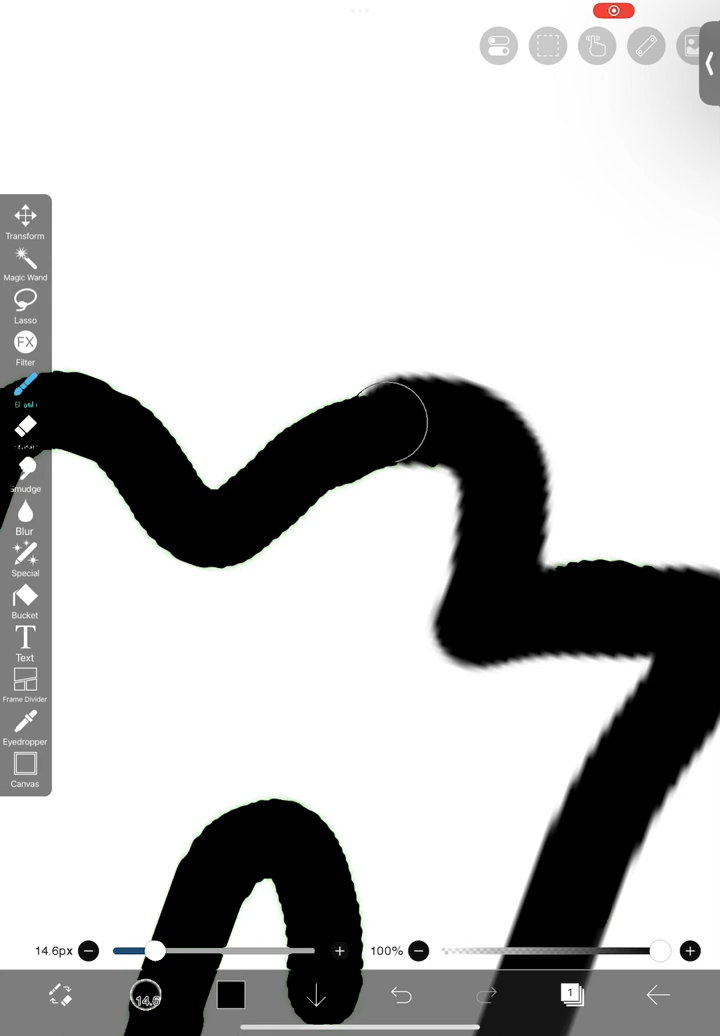 Transform
Magic Wand
Lasso
FX
Filter
Smudge
Blur
Special
Bucket
T
Text
Frame Divider
Eyedropper
Canvas
14.6px
100%
14.6
1